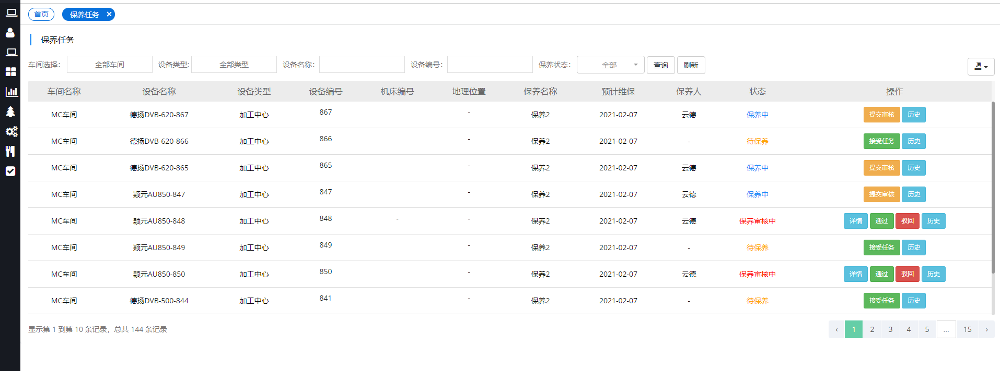 首页 保养任务 ×
保养任务
车间选择： 全部车间 设备类型: 全部类型 设备名称: 设备编号: 保养状态： 全部 查询 刷新
车间名称 设备名称 设备类型 设备编号 机床编号 地理位置 保养名称 预计维保 保养人 状态 操作
MC车间 德扬DVB-620-867 加工中心 867 - 保养2 2021-02-07 云德 保养中 提交审核 历史
MC车间 德扬DVB-620-866 加工中心 866 - 保养2 2021-02-07 - 待保养 接受任务 历史
MC车间 德扬DVB-620-865 加工中心 865 - 保养2 2021-02-07 云德 保养中 提交审核 历史
MC车间 颖元AU850-847 加工中心 847 - 保养2 2021-02-07 云德 保养中 提交审核 历史
MC车间 颖元AU850-848 加工中心 848 - - 保养2 2021-02-07 云德 保养审核中 详情 通过 驳回 历史
MC车间 颖元AU850-849 加工中心 849 - 保养2 2021-02-07 - 待保养 接受任务 历史
MC车间 颖元AU850-850 加工中心 850 - 保养2 2021-02-07 云德 保养审核中 详情 通过 驳回 历史
MC车间 德扬DVB-500-844 加工中心 841 - 保养2 2021-02-07 - 待保养 接受任务 历史
显示第 1 到第 10 条记录，总共 144 条记录 ‹ 1 2 3 4 5 ... 15 ›